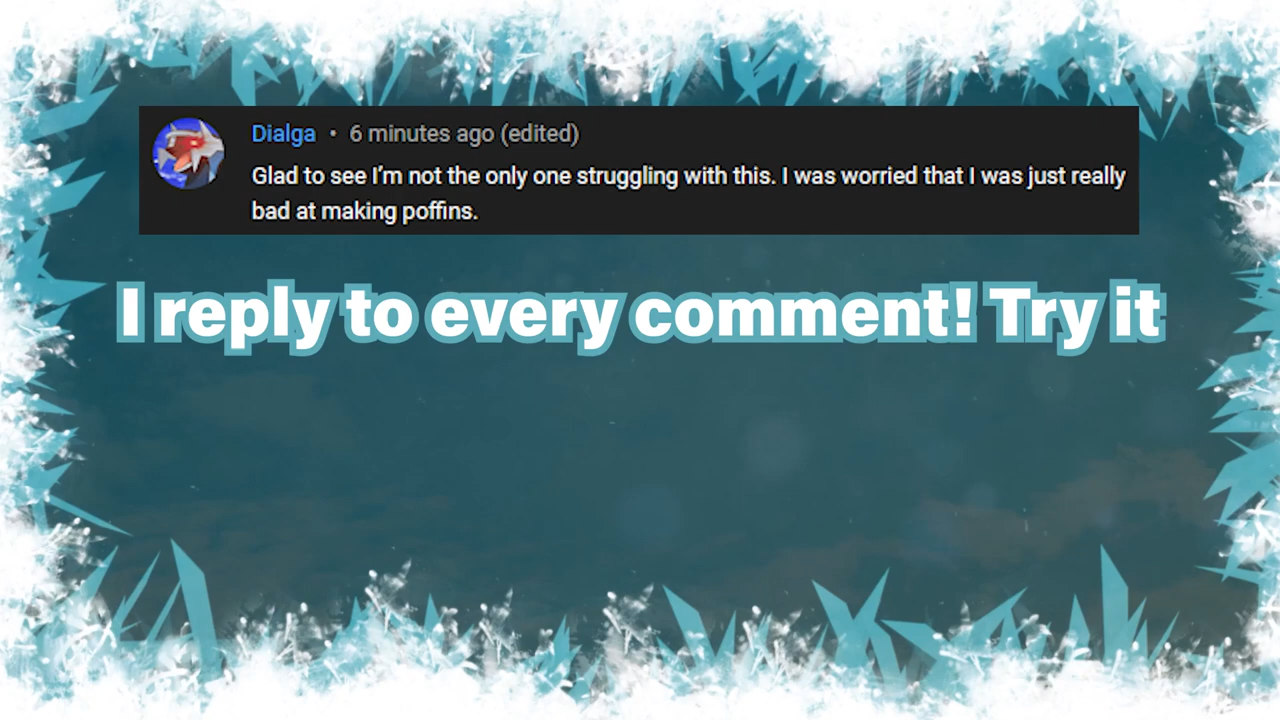 Dialga • 6 minutes ago (edited)
Glad to see I'm not the only one struggling with this. I was worried that I was just really
bad at making poffins.
I reply to every comment! Try it